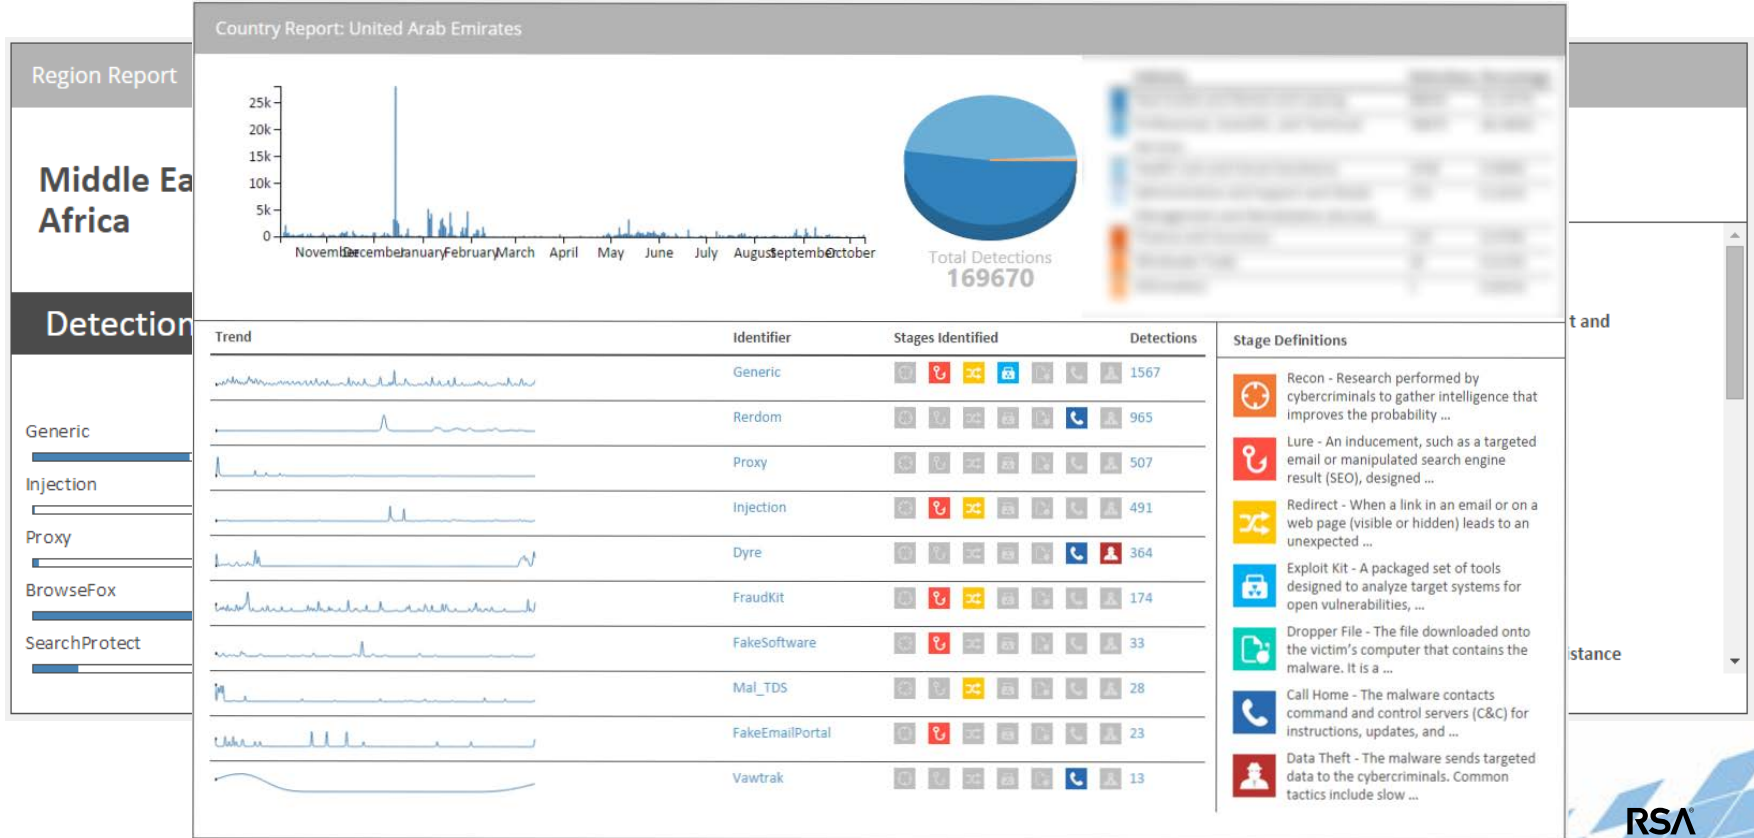 Country Report: United Arab Emirates
Region Report
Middle Ea
Africa
Detection
Generic
Injection
Proxy
BrowseFox
SearchProtect
25k
20k
15k
10k
5k
0
November December January February March April May June July August September October
Total Detections
169670
Trend Identifier Stages Identified Detections
Generic 1567
Rerdom 965
Proxy 507
Injection 491
Dyre 364
FraudKit 174
FakeSoftware 33
Mal_TDS 28
FakeEmailPortal 23
Vawtrak 13
Stage Definitions
Recon - Research performed by
cybercriminals to gather intelligence that
improves the probability ...
Lure - An inducement, such as a targeted
email or manipulated search engine
result (SEO), designed ...
Redirect - When a link in an email or on a
web page (visible or hidden) leads to an
unexpected ...
Exploit Kit - A packaged set of tools
designed to analyze target systems for
open vulnerabilities, ...
Dropper File - The file downloaded onto
the victim's computer that contains the
malware. It is a ...
Call Home - The malware contacts
command and control servers (C&C) for
instructions, updates, and ...
Data Theft - The malware sends targeted
data to the cybercriminals. Common
tactics include slow ...
t and
istance
RSA